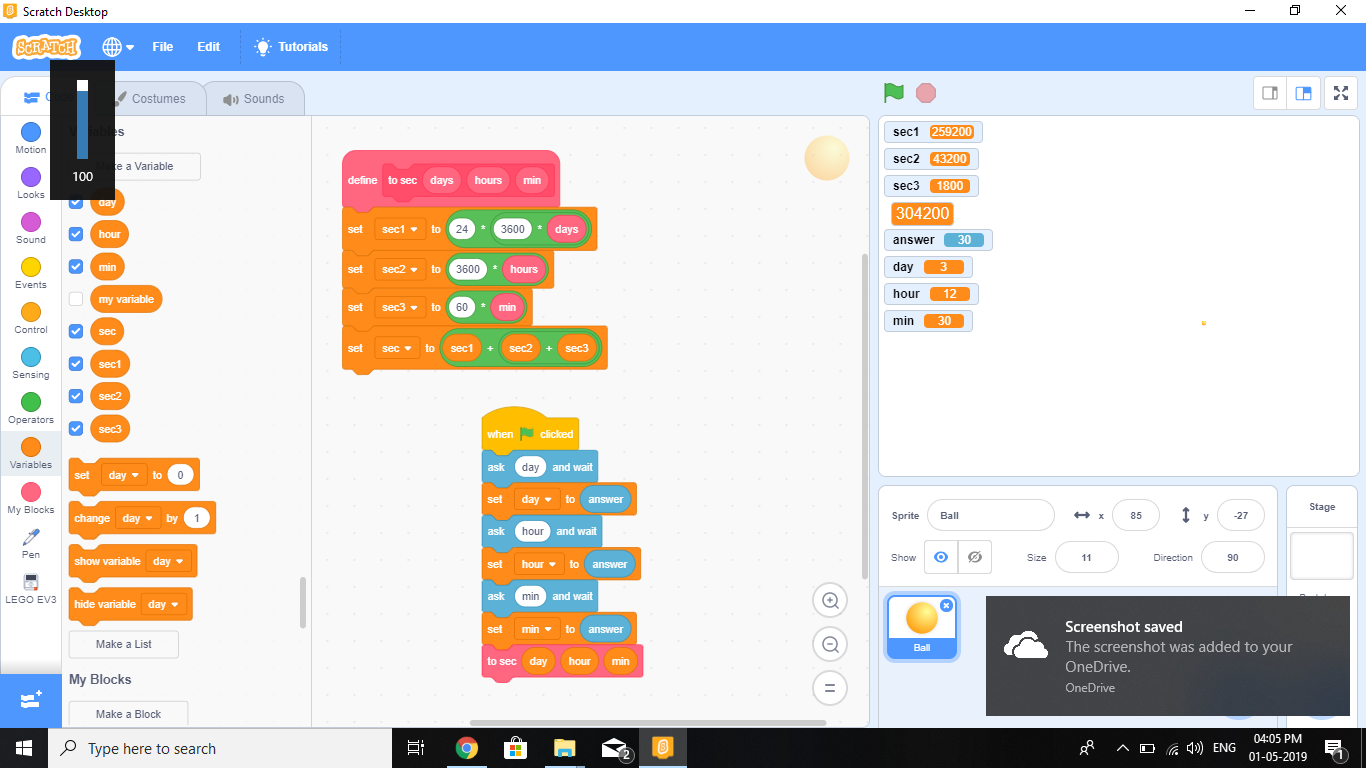 Scratch Desktop
SCRATCH File Edit Tutorials
Costumes Sounds
Variables
Make a Variable
100
Motion
Looks
Sound
Events
Control
Sensing
Operators
Variables
My Blocks
Pen
LEGO EV3
day
hour
min
my variable
sec
sec1
sec2
sec3
set day to 0
change day by 1
show variable day
hide variable day
Make a List
My Blocks
Make a Block
define to sec days hours min
set sec1 to 24 * 3600 * days
set sec2 to 3600 * hours
set sec3 to 60 * min
set sec to sec1 + sec2 + sec3
when clicked
ask day and wait
set day to answer
ask hour and wait
set hour to answer
ask min and wait
set min to answer
to sec day hour min
sec1 259200
sec2 43200
sec3 1800
304200
answer 30
day 3
hour 12
min 30
Sprite Ball x 85 y -27
Show Size 11 Direction 90
Ball
Stage
Screenshot saved
The screenshot was added to your
OneDrive.
OneDrive
Type here to search
2
ENG
04:05 PM
01-05-2019
1